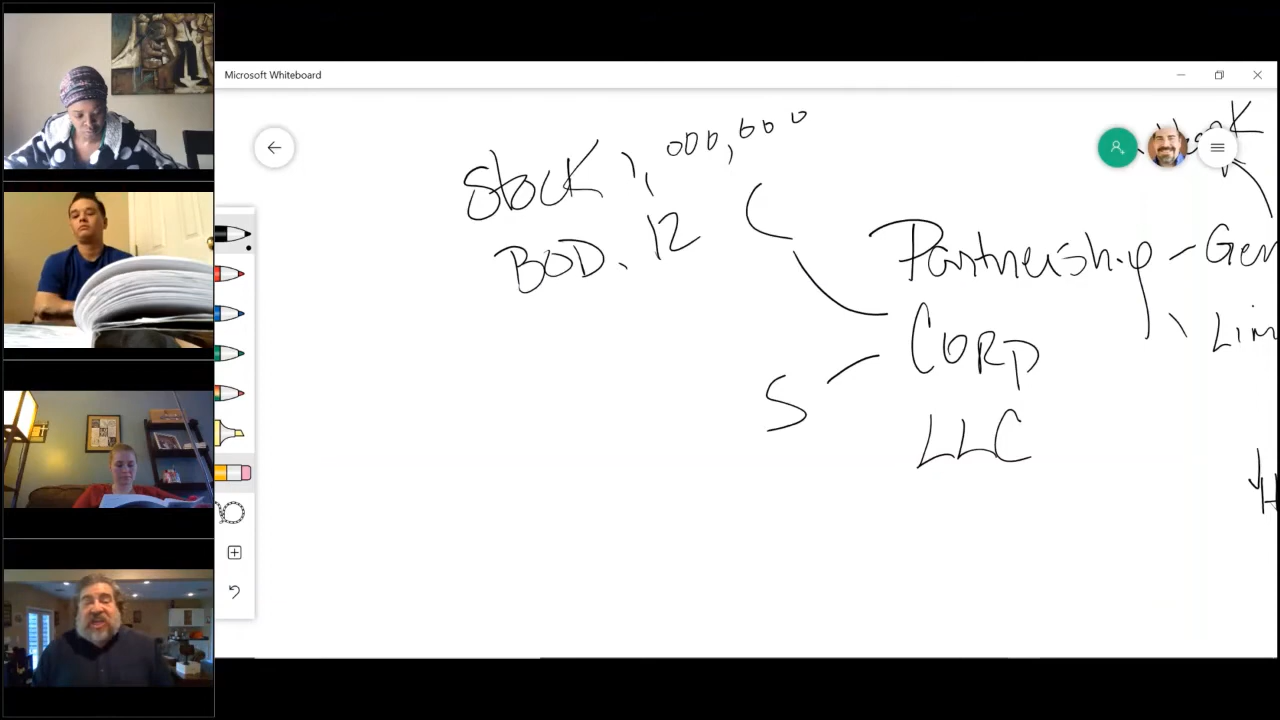 Microsoft Whiteboard
Stock 1,000,000
BOD. 12
C
Partnership - Gen
Corp
Lim
S
LLC